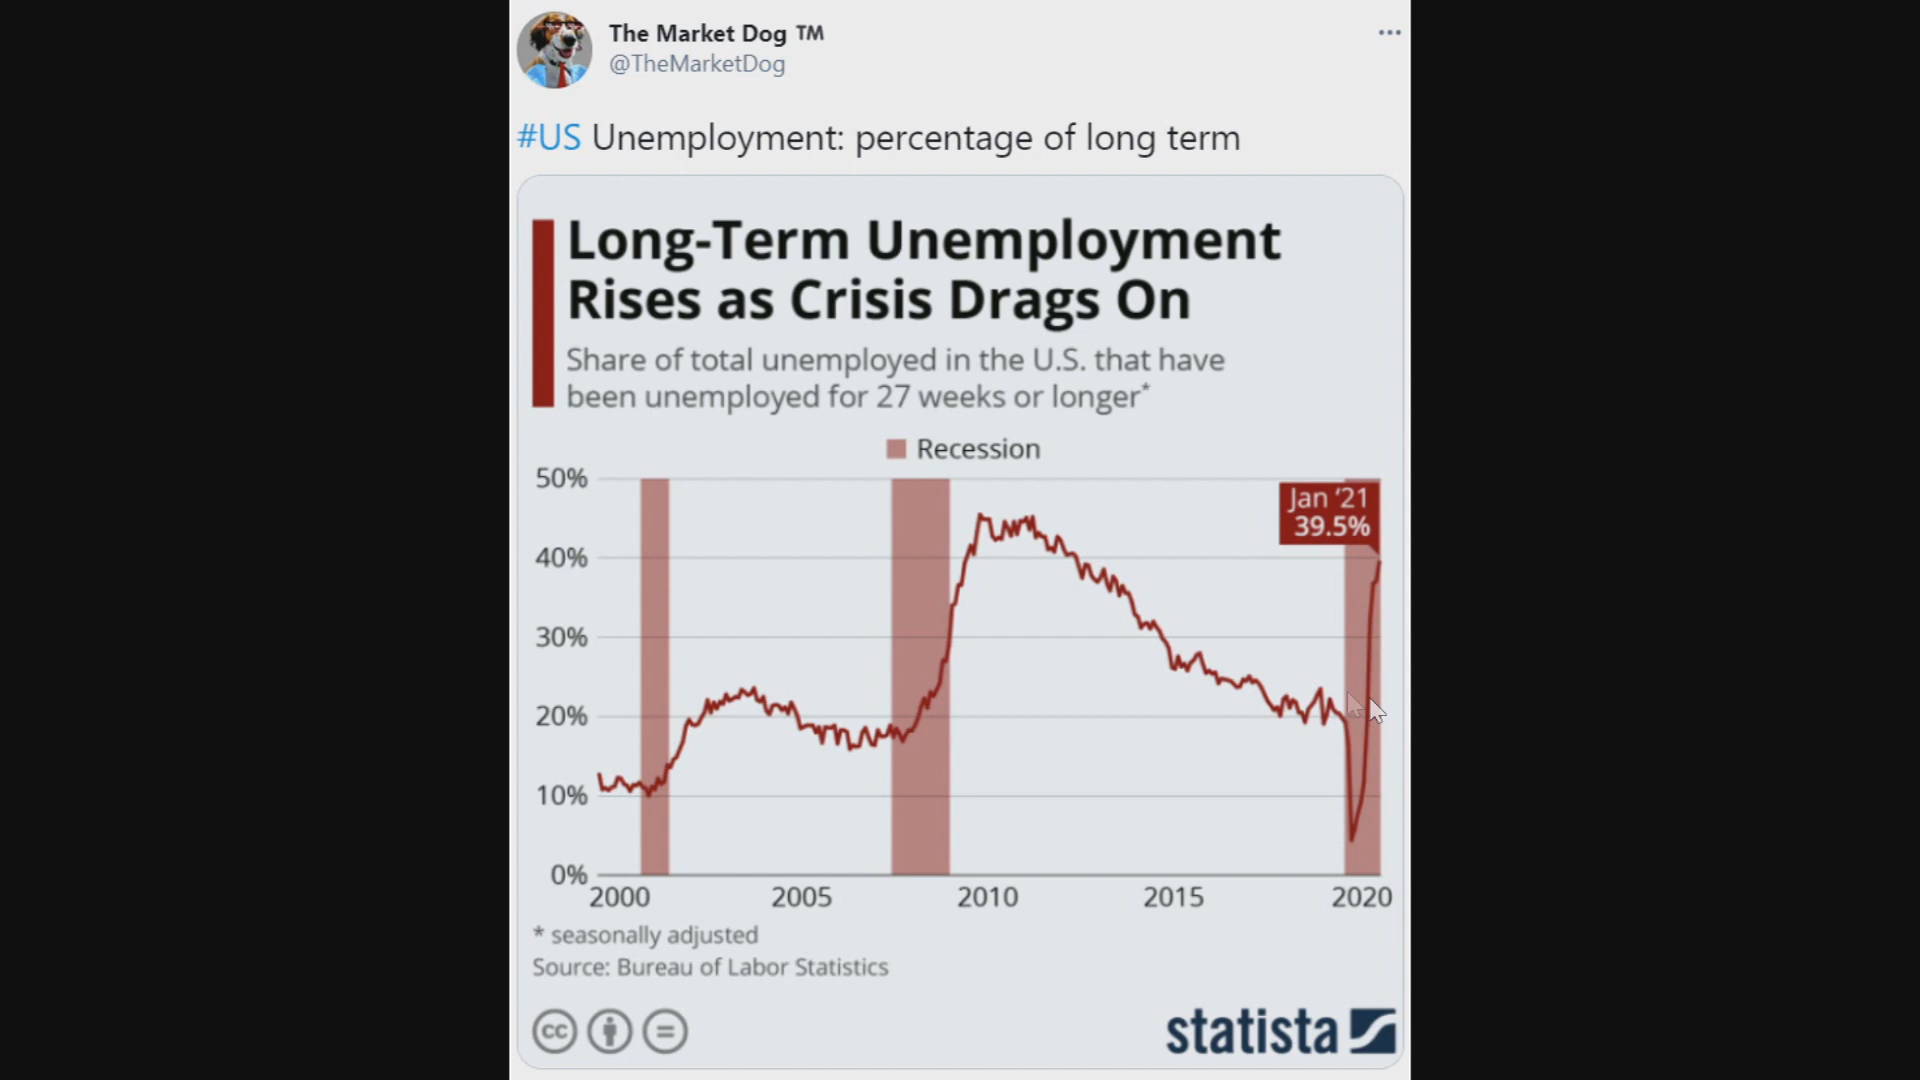 The Market Dog ™
@TheMarketDog
#US Unemployment: percentage of long term
Long-Term Unemployment
Rises as Crisis Drags On
Share of total unemployed in the U.S. that have
been unemployed for 27 weeks or longer*
Recession
50%
Jan ‘21
39.5%
40%
30%
20%
10%
0%
2000 2005 2010 2015 2020
* seasonally adjusted
Source: Bureau of Labor Statistics
cc =
statista